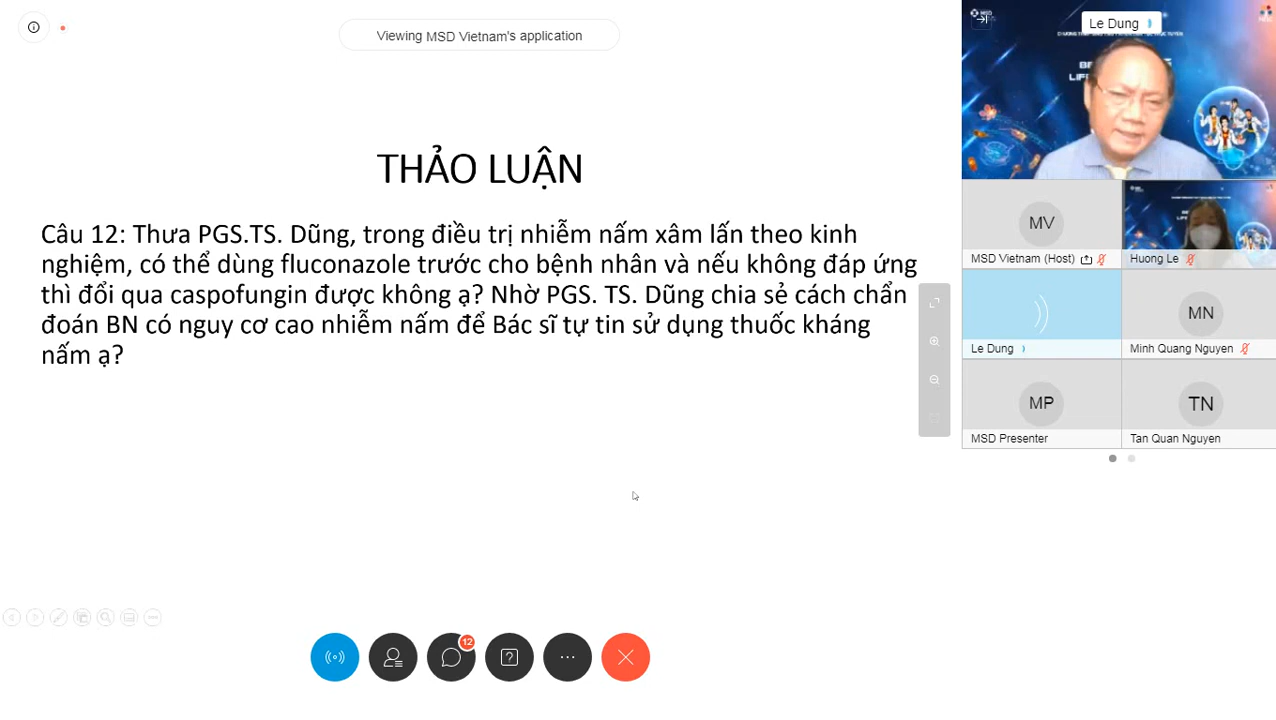 Viewing MSD Vietnam's application
THẢO LUẬN
Câu 12: Thưa PGS.TS. Dũng, trong điều trị nhiễm nấm xâm lấn theo kinh
nghiệm, có thể dùng fluconazole trước cho bệnh nhân và nếu không đáp ứng
thì đổi qua caspofungin được không ạ? Nhờ PGS. TS. Dũng chia sẻ cách chẩn
đoán BN có nguy cơ cao nhiễm nấm để Bác sĩ tự tin sử dụng thuốc kháng
nấm ạ?
12
MSD
Le Dung
MV
MSD Vietnam (Host)
Huong Le
Le Dung
MN
Minh Quang Nguyen
MP
MSD Presenter
TN
Tan Quan Nguyen